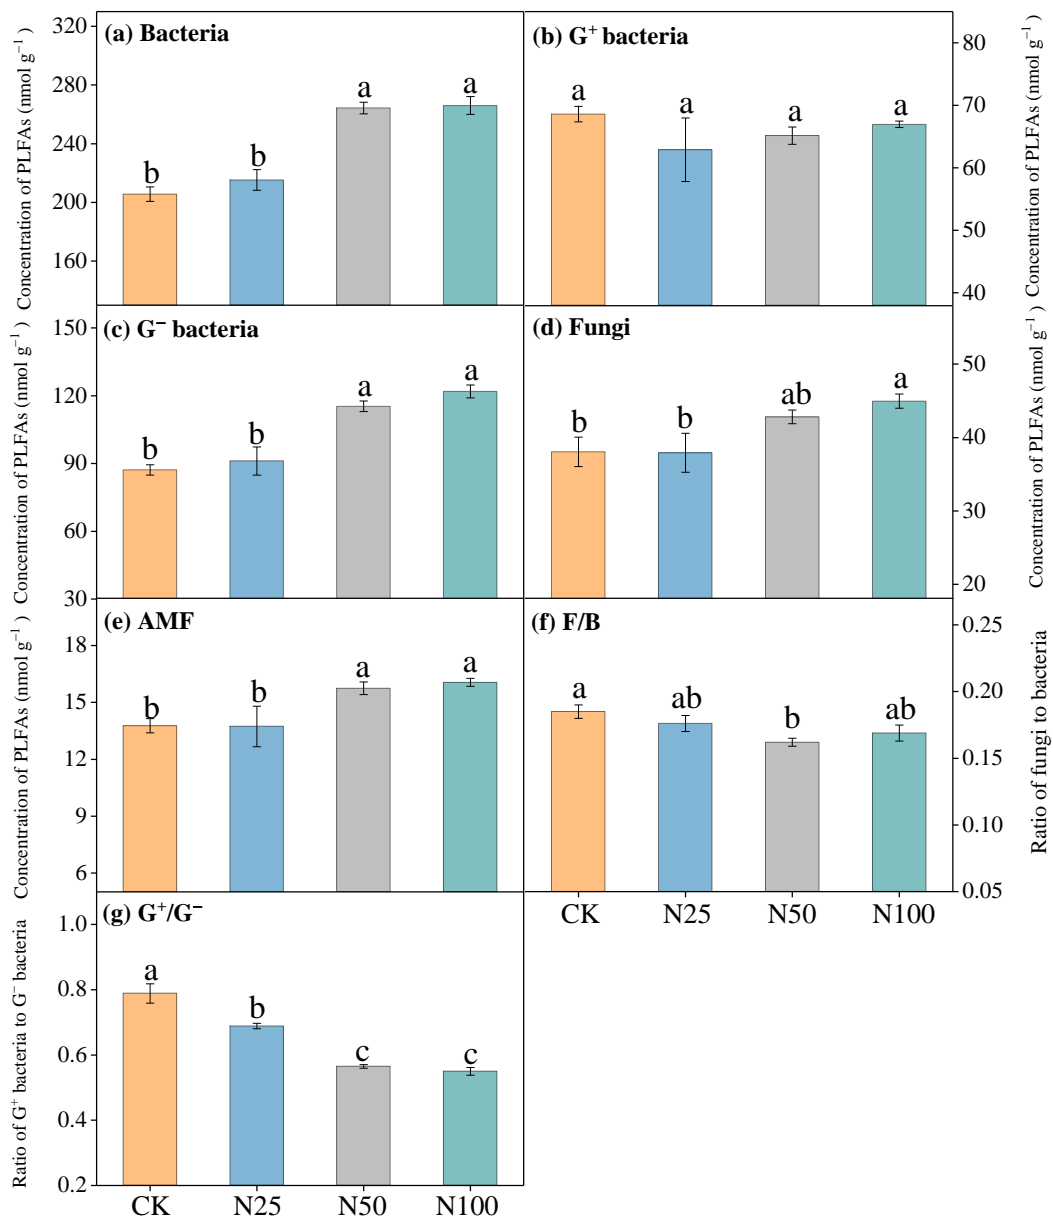 (a) Bacteria
Concentration of PLFAs (nmol g⁻¹ )
320
280
240
200
160
b
b
a
a
(b) G⁺ bacteria
Concentration of PLFAs (nmol g⁻¹ )
80
70
60
50
40
a
a
a
a
(c) G⁻ bacteria
Concentration of PLFAs (nmol g⁻¹ )
150
120
90
60
30
b
b
a
a
(d) Fungi
Concentration of PLFAs (nmol g⁻¹ )
50
40
30
20
b
b
ab
a
(e) AMF
Concentration of PLFAs (nmol g⁻¹ )
18
15
12
9
6
b
b
a
a
(f) F/B
Ratio of fungi to bacteria
0.25
0.20
0.15
0.10
0.05
a
ab
b
ab
CK N25 N50 N100
(g) G⁺/G⁻
Ratio of G⁺ bacteria to G⁻ bacteria
1.0
0.8
0.6
0.4
0.2
a
b
c
c
CK N25 N50 N100